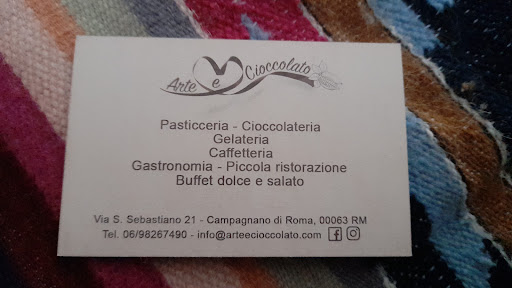 Arte e Cioccolato
Pasticceria - Cioccolateria
Gelateria
Caffetteria
Gastronomia - Piccola ristorazione
Buffet dolce e salato
Via S. Sebastiano 21 - Campagnano di Roma, 00063 RM
Tel. 06/98267490 - info@arteecioccolato.com